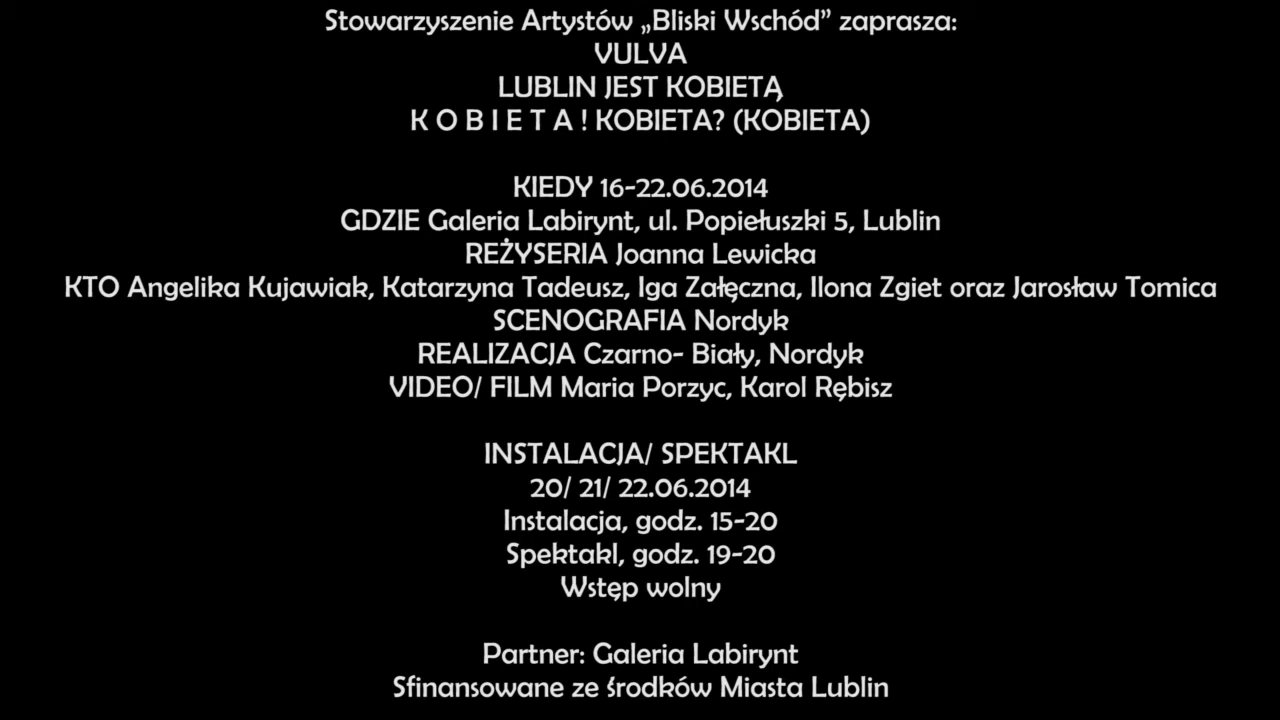 Stowarzyszenie Artystów „Bliski Wschód” zaprasza:
VULVA
LUBLIN JEST KOBIETĄ
K O B I E T A ! KOBIETA? (KOBIETA)
KIEDY 16-22.06.2014
GDZIE Galeria Labirynt, ul. Popiełuszki 5, Lublin
REŻYSERIA Joanna Lewicka
KTO Angelika Kujawiak, Katarzyna Tadeusz, Iga Załęczna, Ilona Zgiet oraz Jarosław Tomica
SCENOGRAFIA Nordyk
REALIZACJA Czarno- Biały, Nordyk
VIDEO/ FILM Maria Porzyc, Karol Rębisz
INSTALACJA/ SPEKTAKL
20/ 21/ 22.06.2014
Instalacja, godz. 15-20
Spektakl, godz. 19-20
Wstęp wolny
Partner: Galeria Labirynt
Sfinansowane ze środków Miasta Lublin